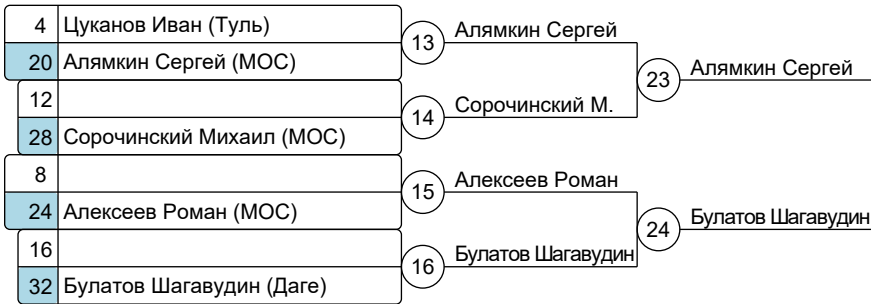 4 Цуканов Иван (Туль)
20 Алямкин Сергей (МОС)
13 Алямкин Сергей
12
28 Сорочинский Михаил (МОС)
14 Сорочинский М.
23 Алямкин Сергей
8
24 Алексеев Роман (МОС)
15 Алексеев Роман
16
32 Булатов Шагавудин (Даге)
16 Булатов Шагавудин
24 Булатов Шагавудин